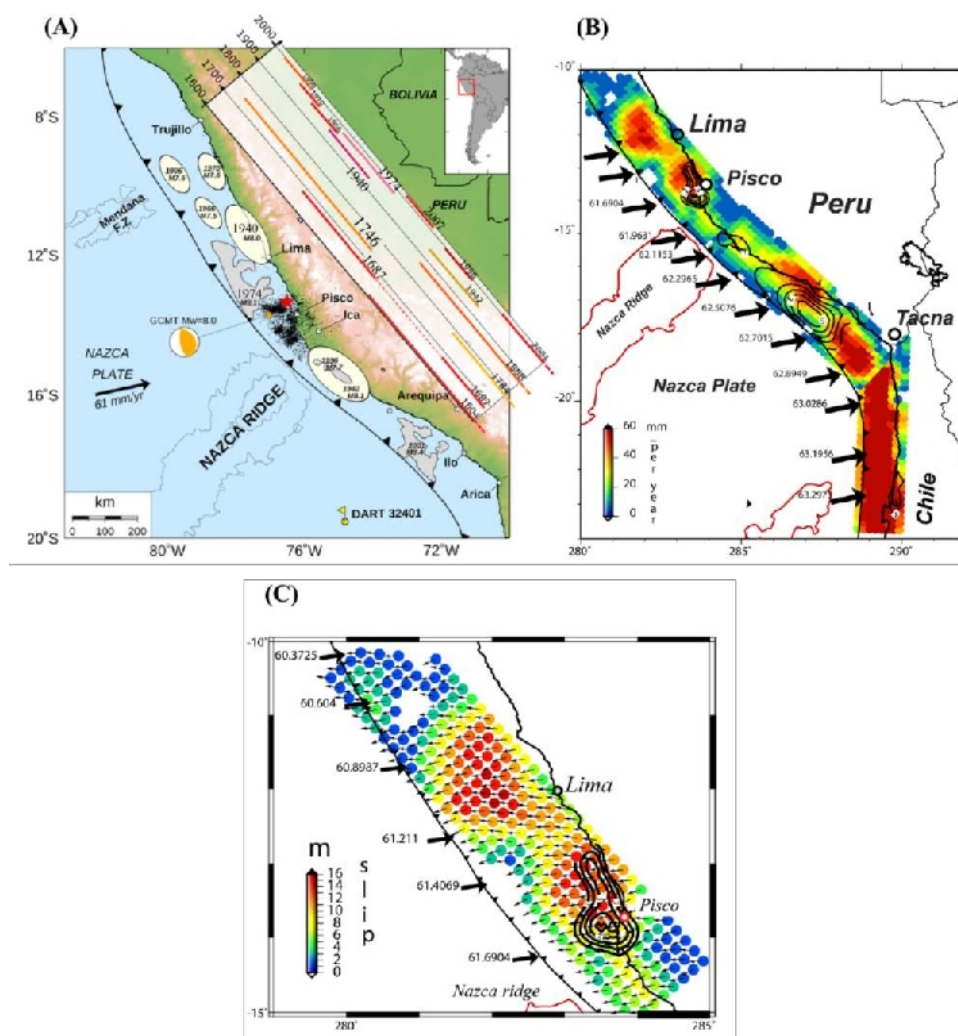 (A)
1600
1700
1800
1900
2000
BOLIVIA
8°S
Trujillo
1940
1974
PERU
2007
Mendana
F.Z.
1746
1940
M8.0
1687
12°S
Lima
1974
M8.1
Pisco
Ica
1942
GCMT Mw=8.0
NAZCA
PLATE
61 mm/yr
16°S
NAZCA RIDGE
Arequipa
Ilo
Arica
km
0 100 200
DART 32401
20°S
80°W
76°W
72°W
(B)
-10°
Lima
Pisco
Peru
61.6904
-15°
61.9631
62.1153
62.2965
Nazca Ridge
62.5076
Tacna
62.7015
Nazca Plate
62.8949
-20°
63.0286
63.1956
Chile
60 mm
40
20
0
per year
280°
285°
290°
(C)
-10°
60.3725
60.604
60.8987
Lima
61.211
m
slip
16
14
12
10
8
6
4
2
0
61.4069
Pisco
61.6904
Nazca ridge
-15°
280°
285°